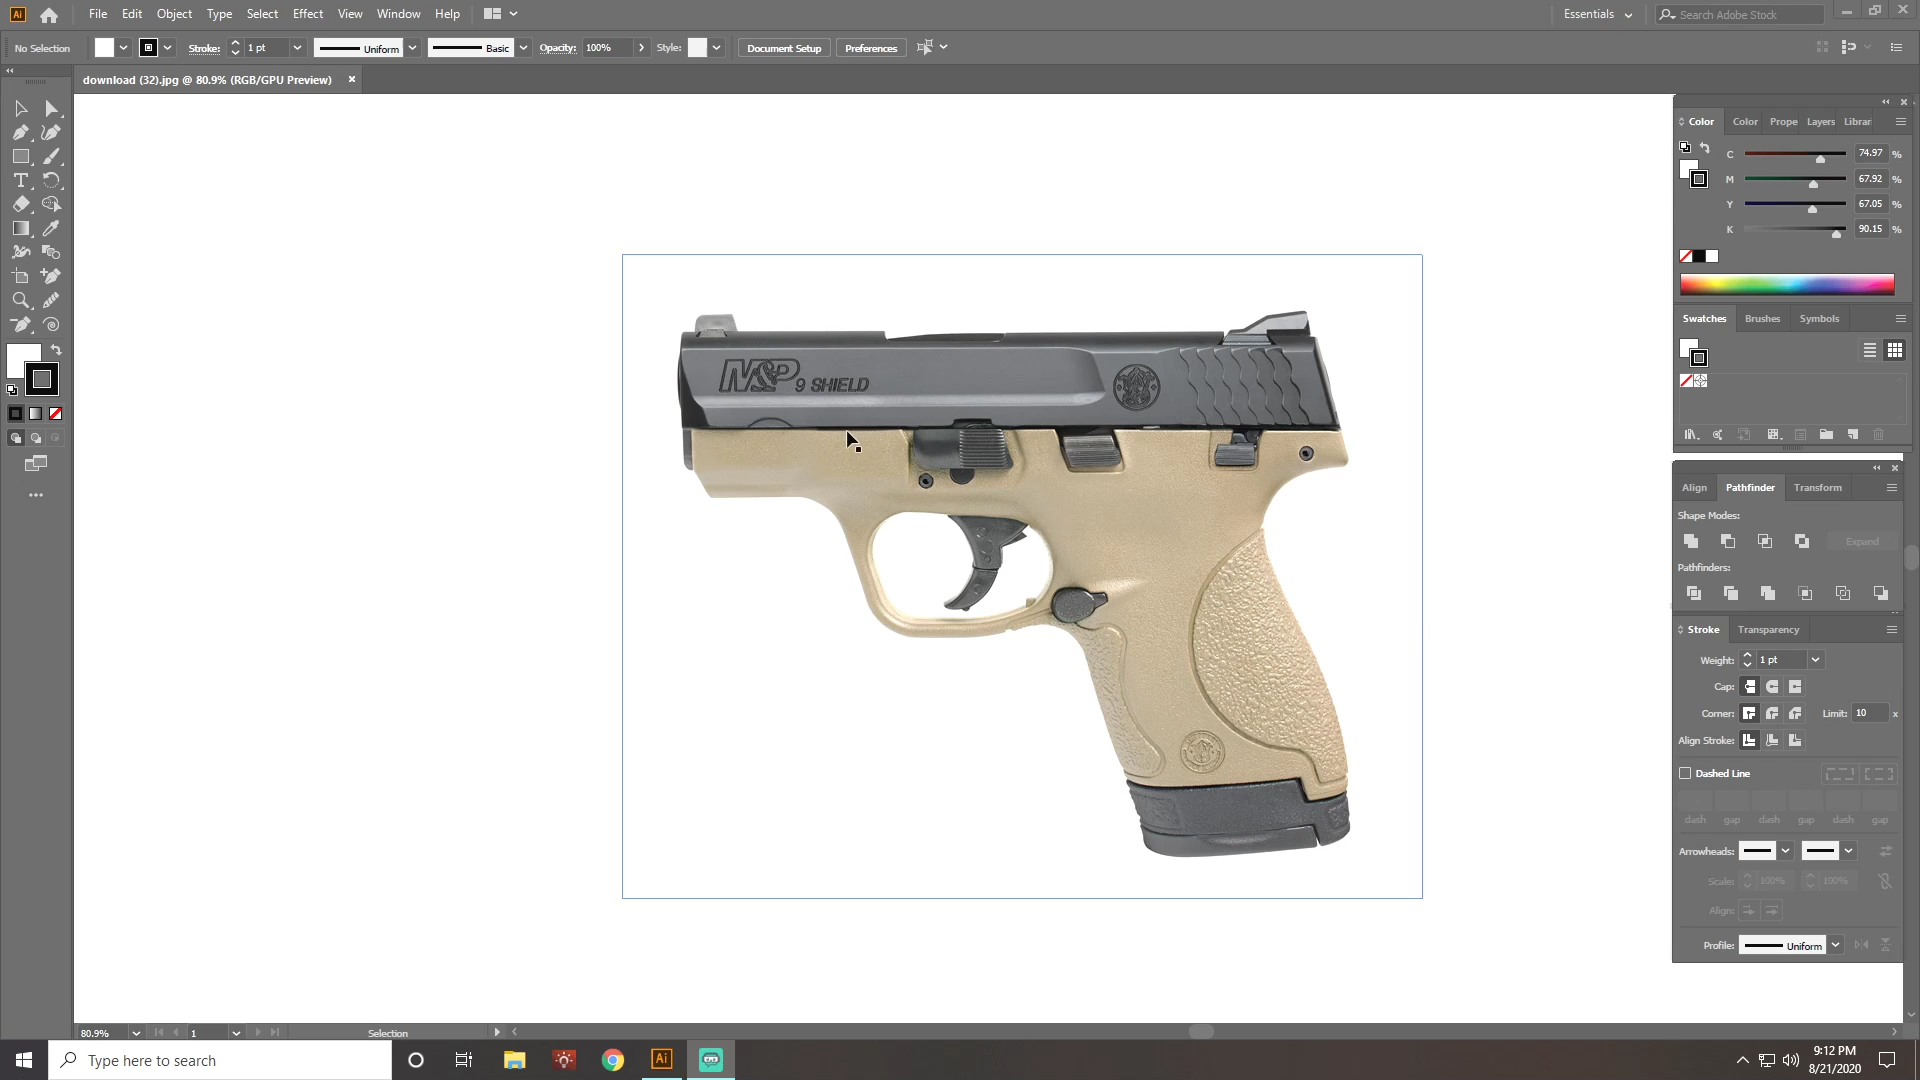 Ai File Edit Object Type Select Effect View Window Help Essentials Search Adobe Stock
No Selection Stroke: 1 pt Uniform Basic Opacity: 100% Style: Document Setup Preferences
download (32).jpg @ 80.9% (RGB/GPU Preview)
Color Color Prope Layers Librar
C 74.97 %
M 67.92 %
Y 67.05 %
K 90.15 %
Swatches Brushes Symbols
M&P 9 SHIELD
Align Pathfinder Transform
Shape Modes:
Expand
Pathfinders:
Stroke Transparency
Weight: 1 pt
Cap:
Corner: Limit: 10 x
Align Stroke:
Dashed Line
dash gap dash gap dash gap
Arrowheads:
Scale: 100% 100%
Align:
Profile: Uniform
80.9% 1 Selection
Type here to search Ai 9:12 PM
8/21/2020